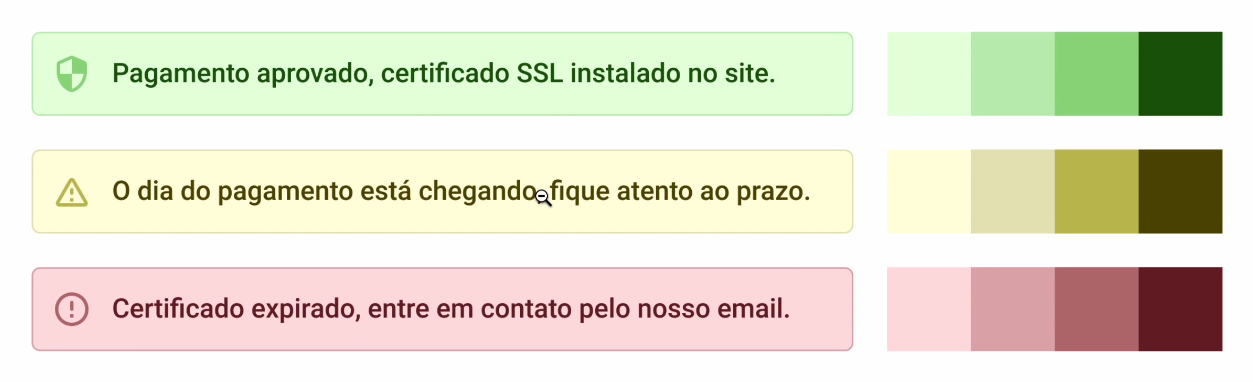 Pagamento aprovado, certificado SSL instalado no site.
O dia do pagamento está chegando, fique atento ao prazo.
Certificado expirado, entre em contato pelo nosso email.